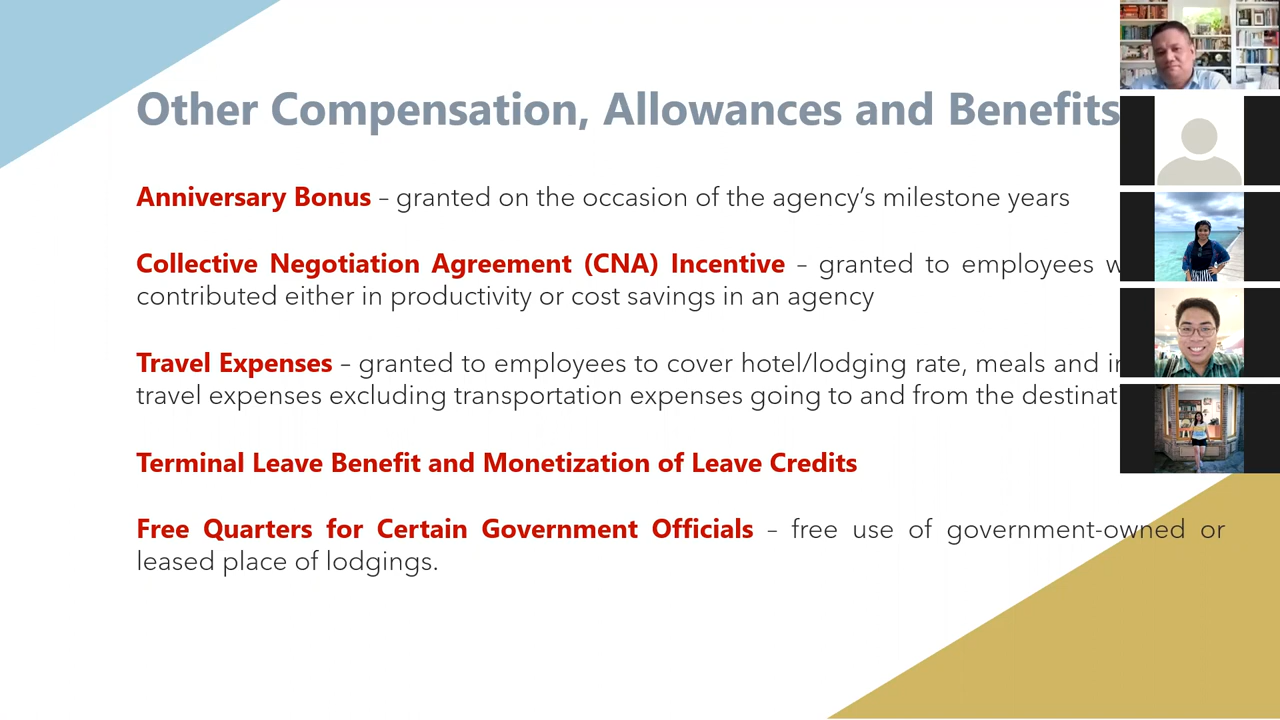 Other Compensation, Allowances and Benefits
Anniversary Bonus – granted on the occasion of the agency’s milestone years
Collective Negotiation Agreement (CNA) Incentive – granted to employees
contributed either in productivity or cost savings in an agency
Travel Expenses – granted to employees to cover hotel/lodging rate, meals and
travel expenses excluding transportation expenses going to and from the
Terminal Leave Benefit and Monetization of Leave Credits
Free Quarters for Certain Government Officials – free use of government-owned or
leased place of lodgings.